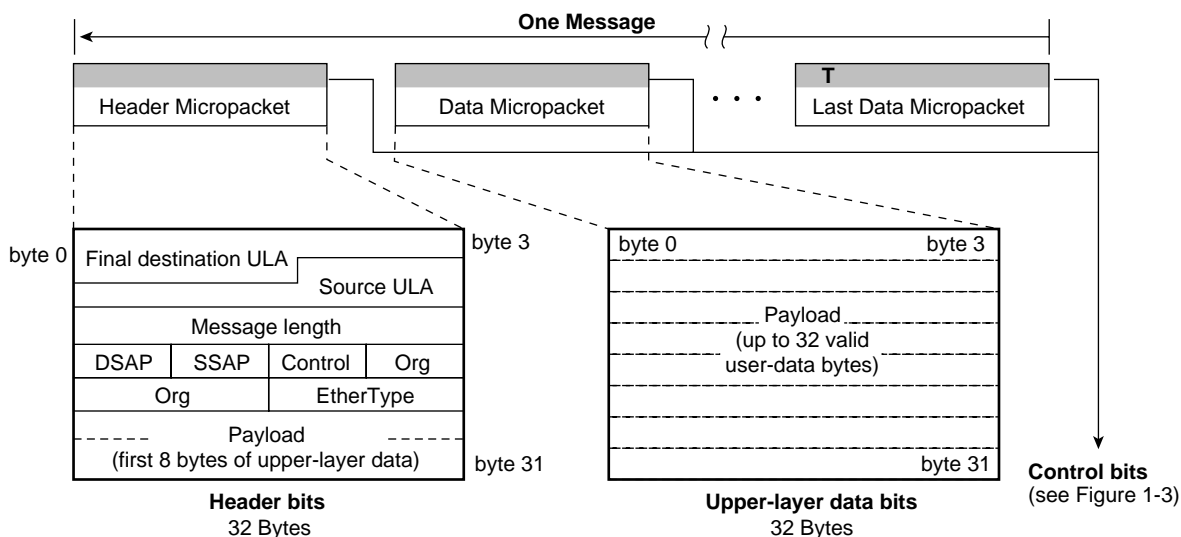 One Message
Header Micropacket
Data Micropacket
. . .
T
Last Data Micropacket
byte 0
Final destination ULA
byte 3
Source ULA
Message length
DSAP SSAP Control Org
Org EtherType
Payload
(first 8 bytes of upper-layer data)
byte 31
Header bits
32 Bytes
byte 0 byte 3
Payload
(up to 32 valid
user-data bytes)
byte 31
Upper-layer data bits
32 Bytes
Control bits
(see Figure 1-3)